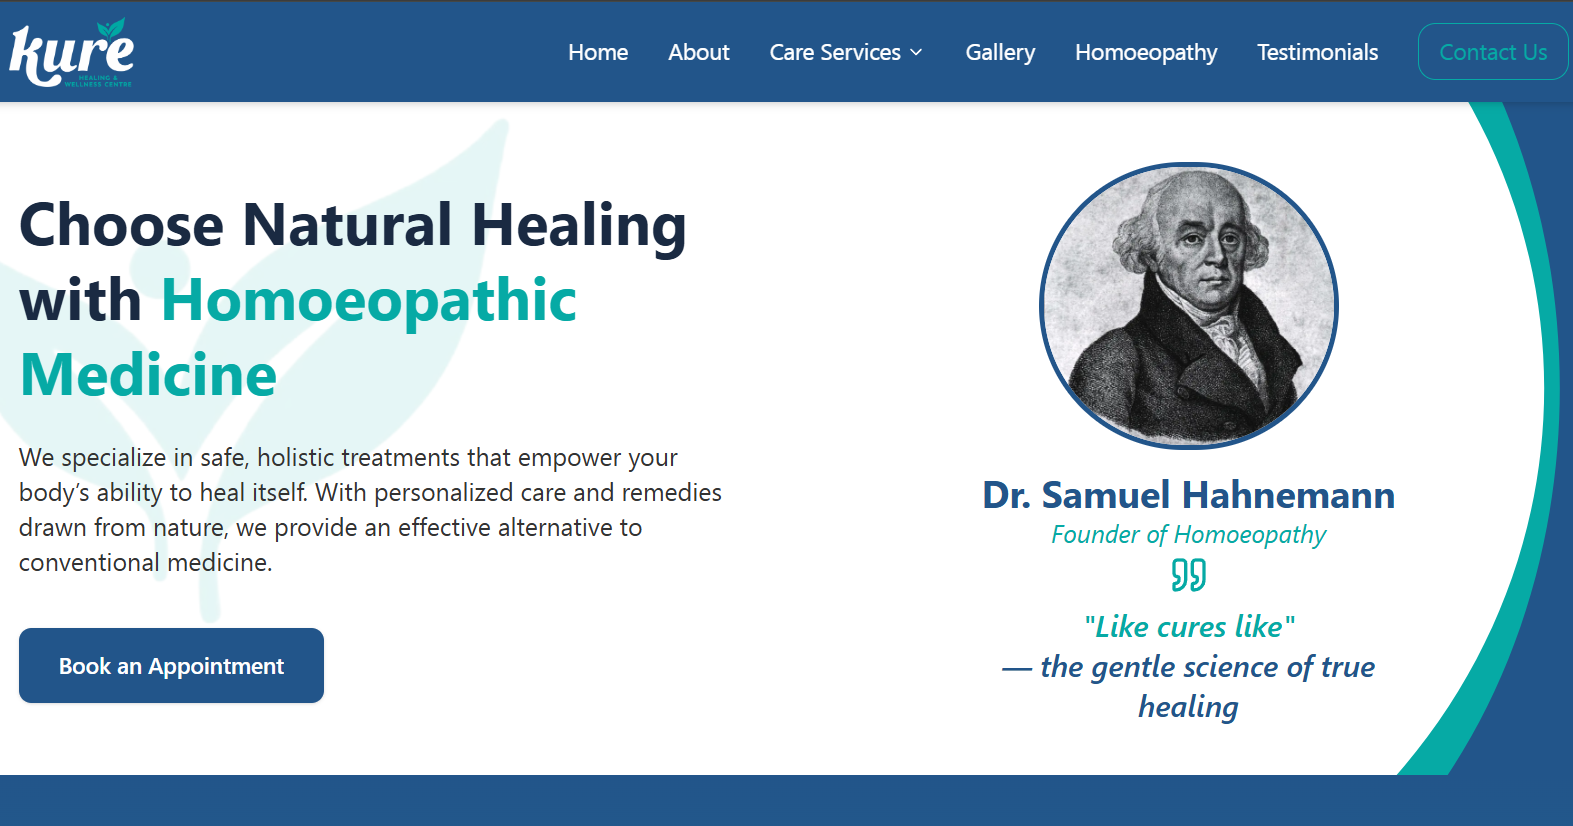 kure
HEALING &
WELLNESS CENTRE
Home
About
Care Services
Gallery
Homoeopathy
Testimonials
Contact Us
Choose Natural Healing
with Homoeopathic
Medicine
We specialize in safe, holistic treatments that empower your
body’s ability to heal itself. With personalized care and remedies
drawn from nature, we provide an effective alternative to
conventional medicine.
Book an Appointment
Dr. Samuel Hahnemann
Founder of Homoeopathy
"Like cures like"
— the gentle science of true
healing